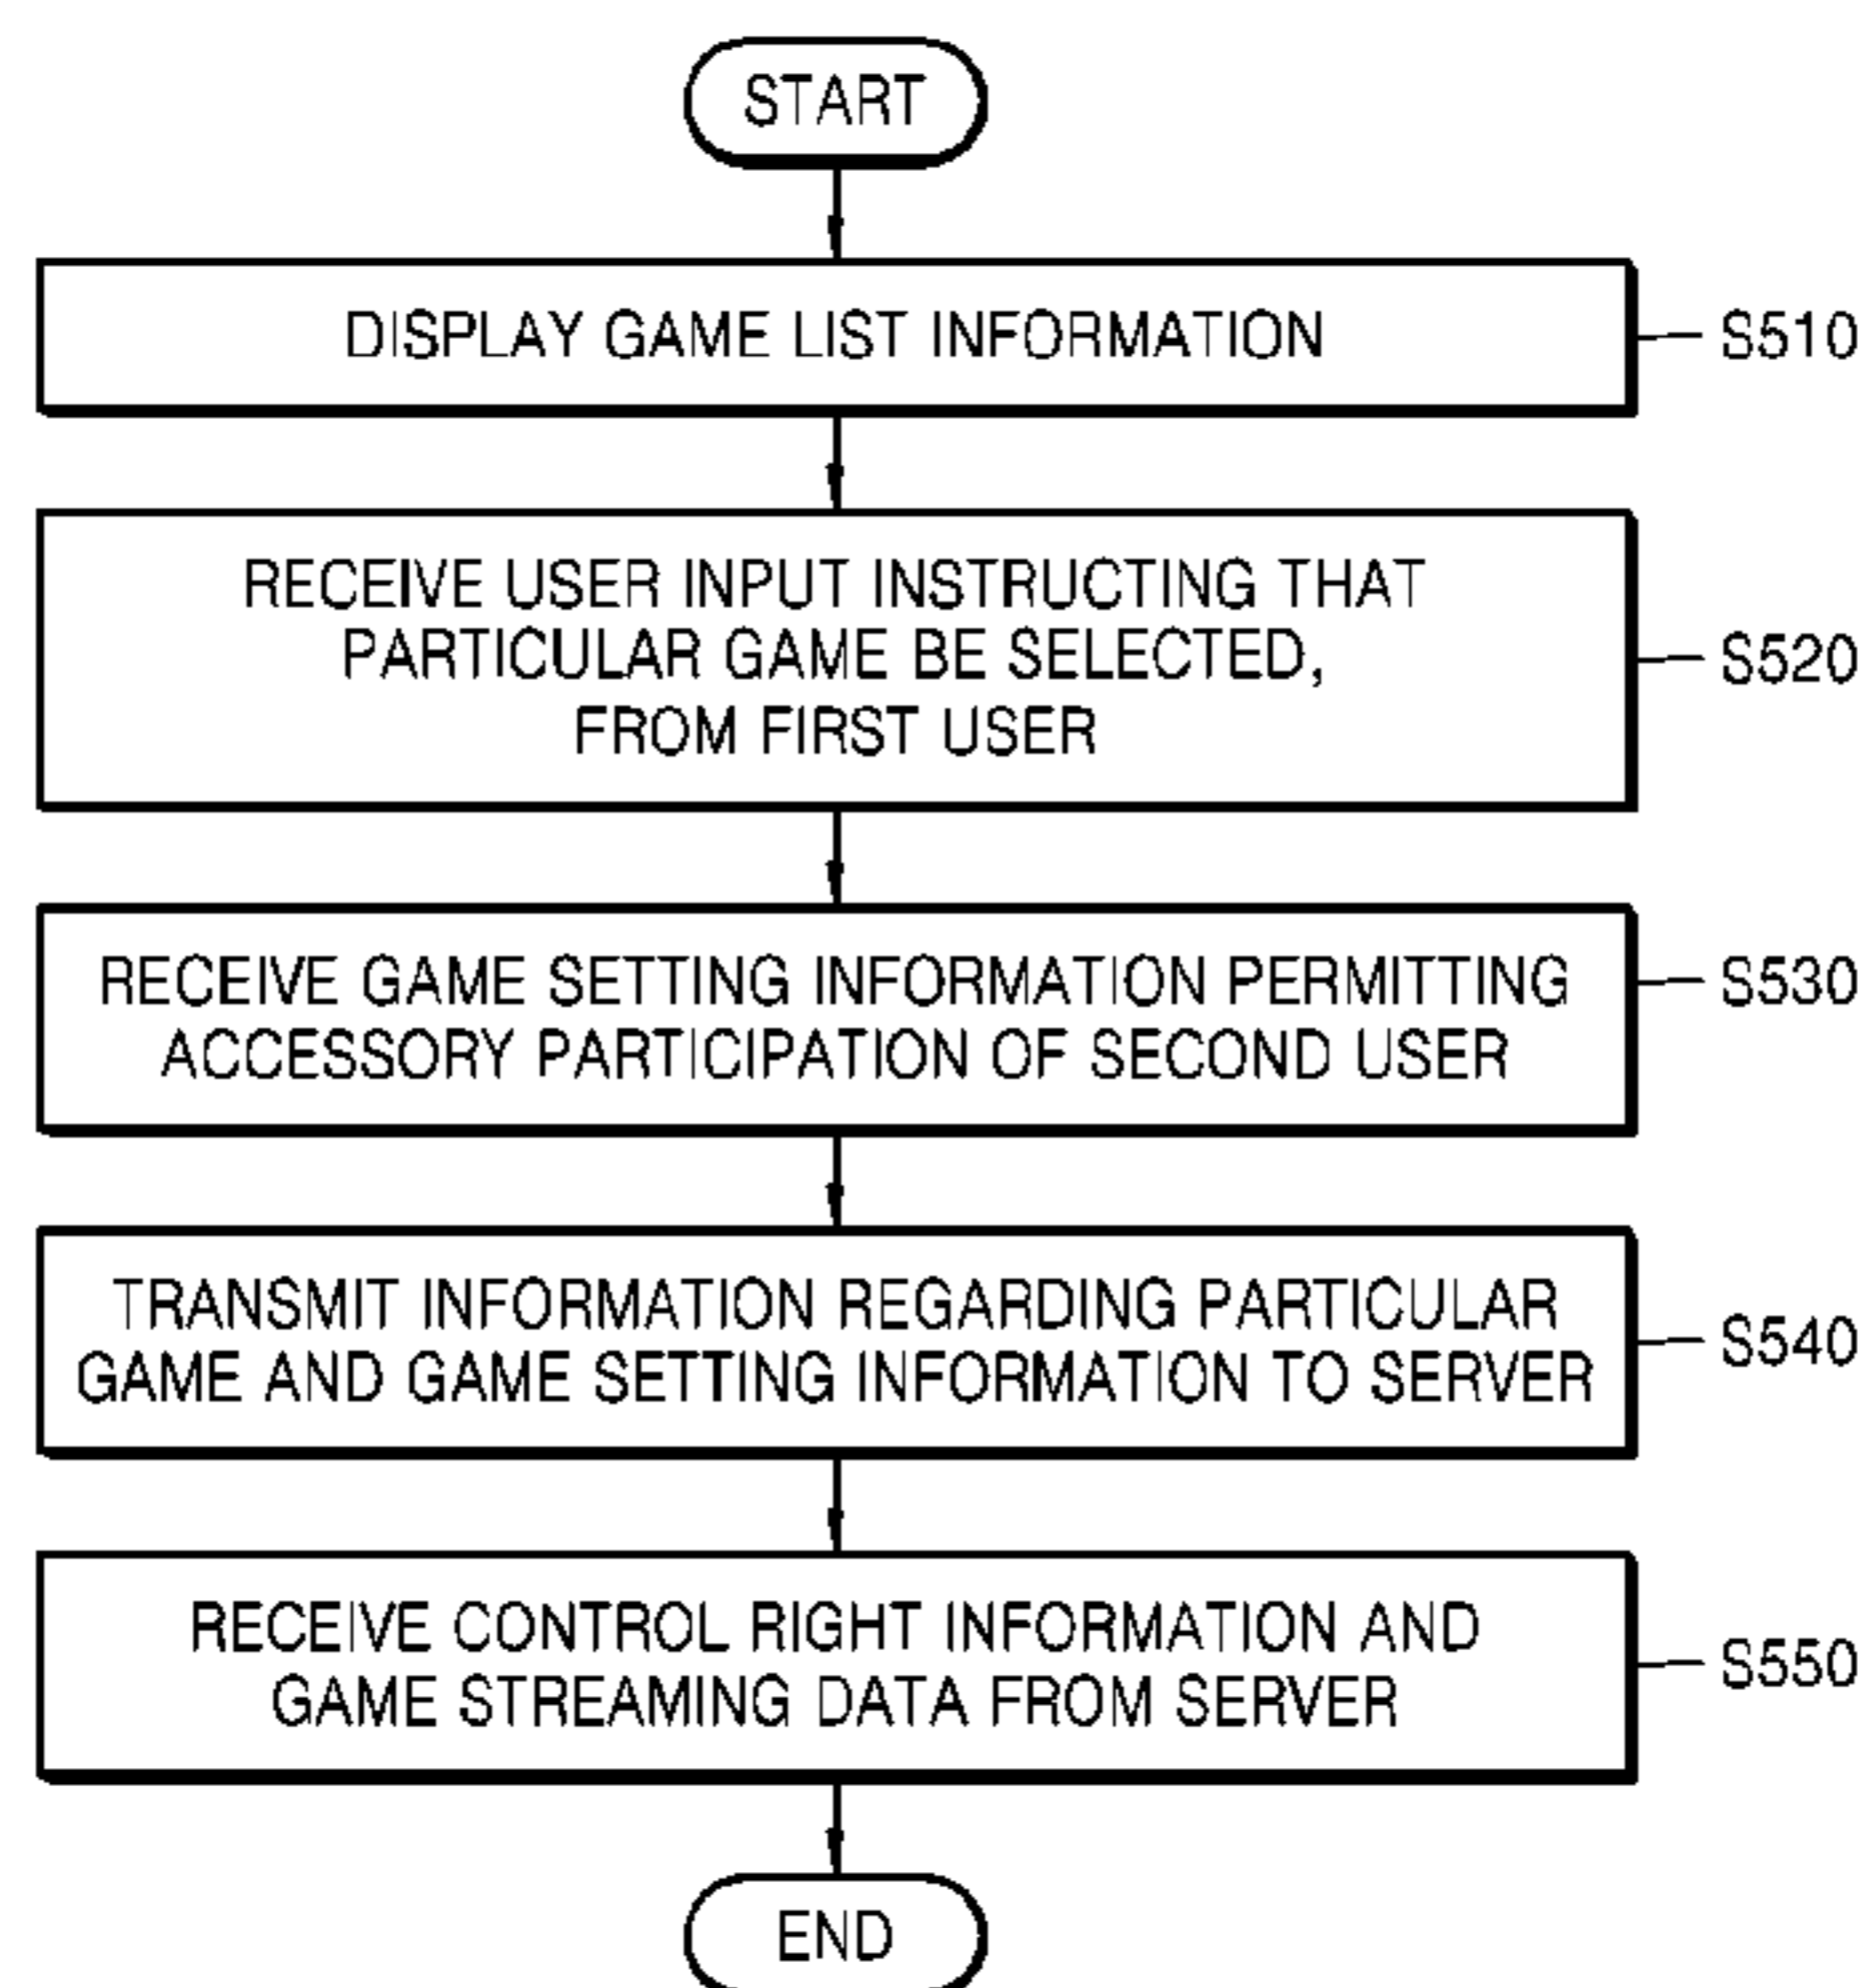 START
DISPLAY GAME LIST INFORMATION
S510
RECEIVE USER INPUT INSTRUCTING THAT
PARTICULAR GAME BE SELECTED,
FROM FIRST USER
S520
RECEIVE GAME SETTING INFORMATION PERMITTING
ACCESSORY PARTICIPATION OF SECOND USER
S530
TRANSMIT INFORMATION REGARDING PARTICULAR
GAME AND GAME SETTING INFORMATION TO SERVER
S540
RECEIVE CONTROL RIGHT INFORMATION AND
GAME STREAMING DATA FROM SERVER
S550
END